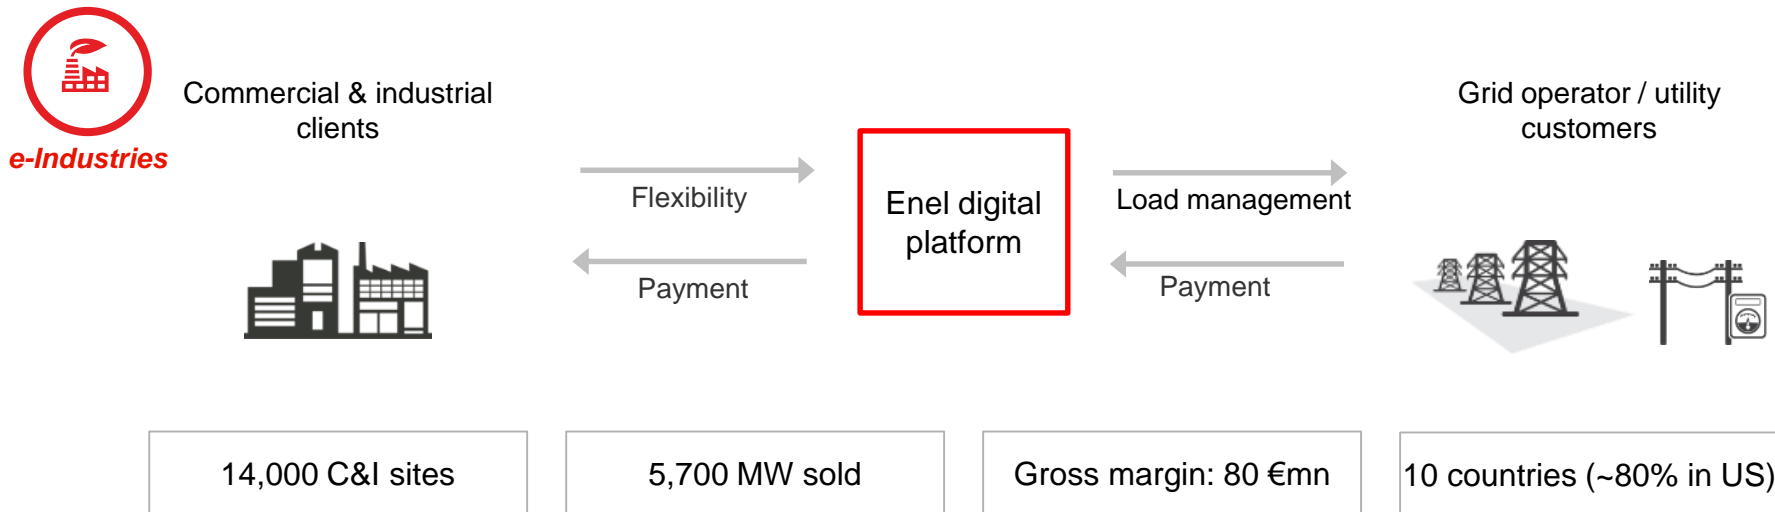 e-Industries
Commercial & industrial
clients
Flexibility
Payment
Enel digital
platform
Load management
Payment
Grid operator / utility
customers
14,000 C&I sites
5,700 MW sold
Gross margin: 80 €mn
10 countries (~80% in US)